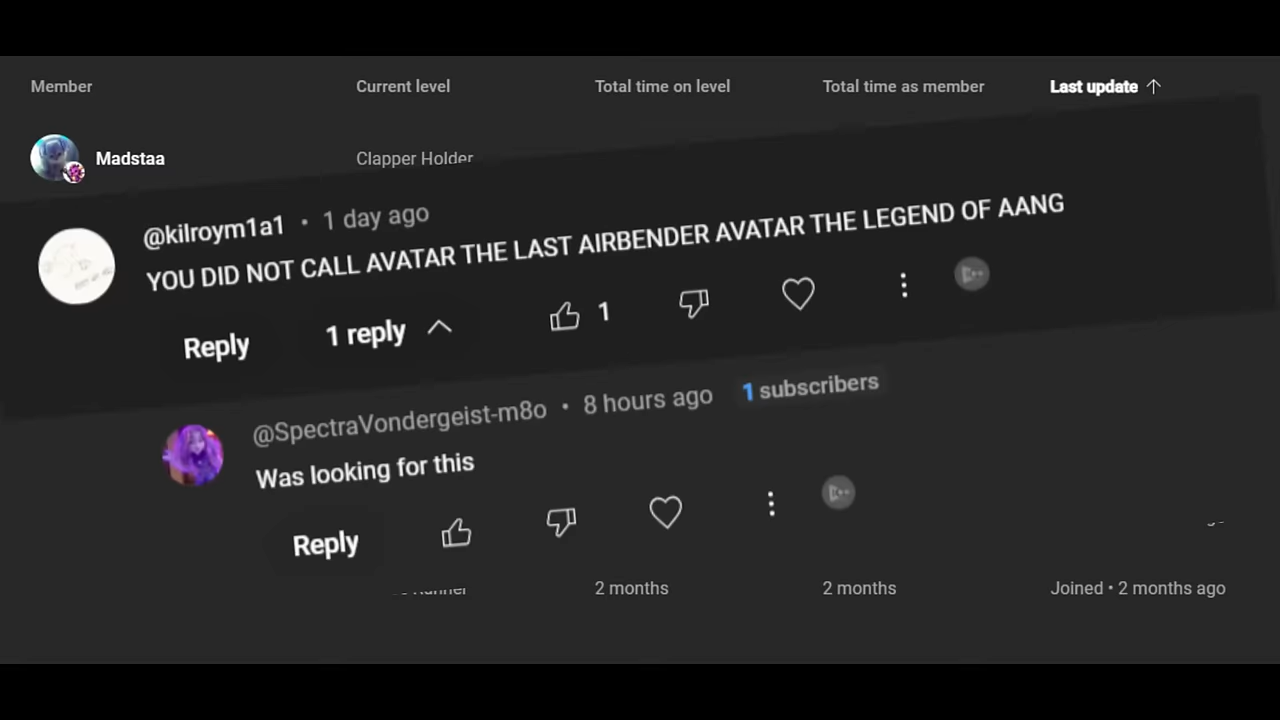 Member Current level Total time on level Total time as member Last update
Madstaa Clapper Holder
@kilroym1a1 • 1 day ago
YOU DID NOT CALL AVATAR THE LAST AIRBENDER AVATAR THE LEGEND OF AANG
Reply 1 reply 1
@SpectraVondergeist-m8o • 8 hours ago 1 subscribers
Was looking for this
Reply
2 months 2 months Joined • 2 months ago